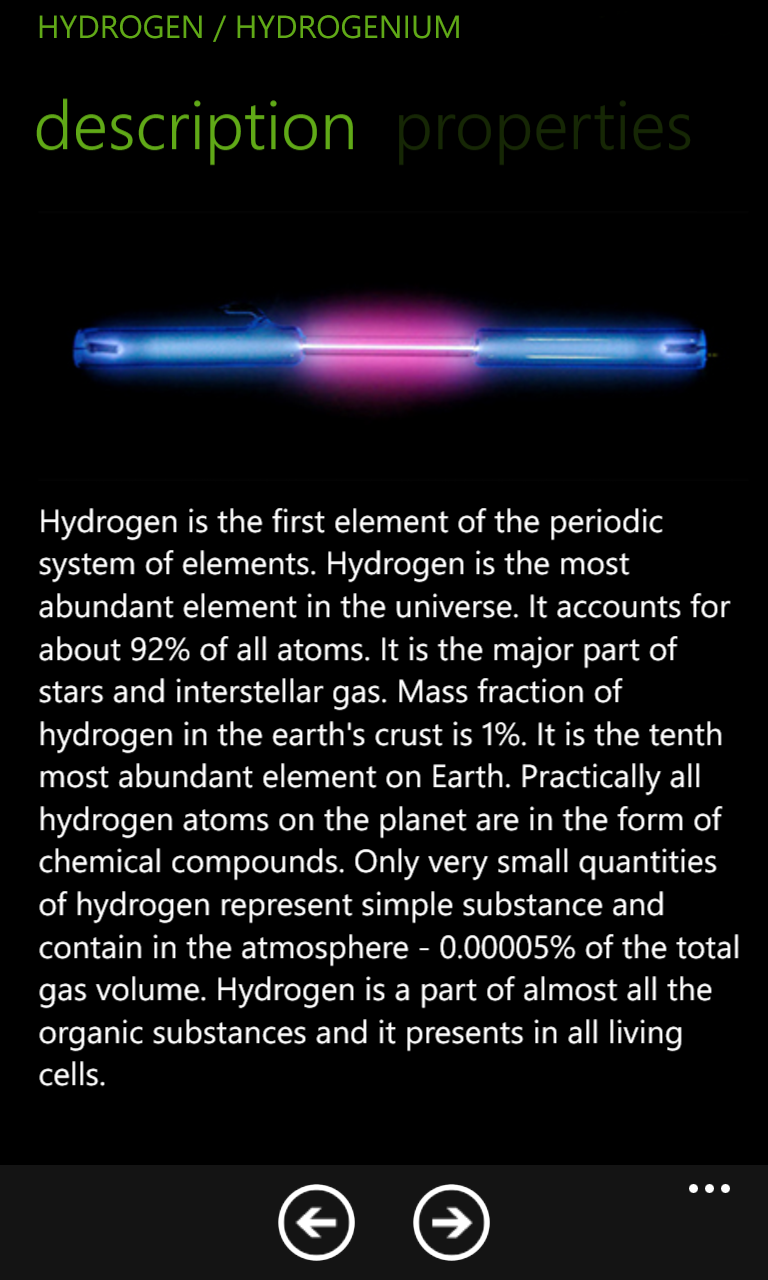 HYDROGEN / HYDROGENIUM
description properties
Hydrogen is the first element of the periodic
system of elements. Hydrogen is the most
abundant element in the universe. It accounts for
about 92% of all atoms. It is the major part of
stars and interstellar gas. Mass fraction of
hydrogen in the earth's crust is 1%. It is the tenth
most abundant element on Earth. Practically all
hydrogen atoms on the planet are in the form of
chemical compounds. Only very small quantities
of hydrogen represent simple substance and
contain in the atmosphere - 0.00005% of the total
gas volume. Hydrogen is a part of almost all the
organic substances and it presents in all living
cells.